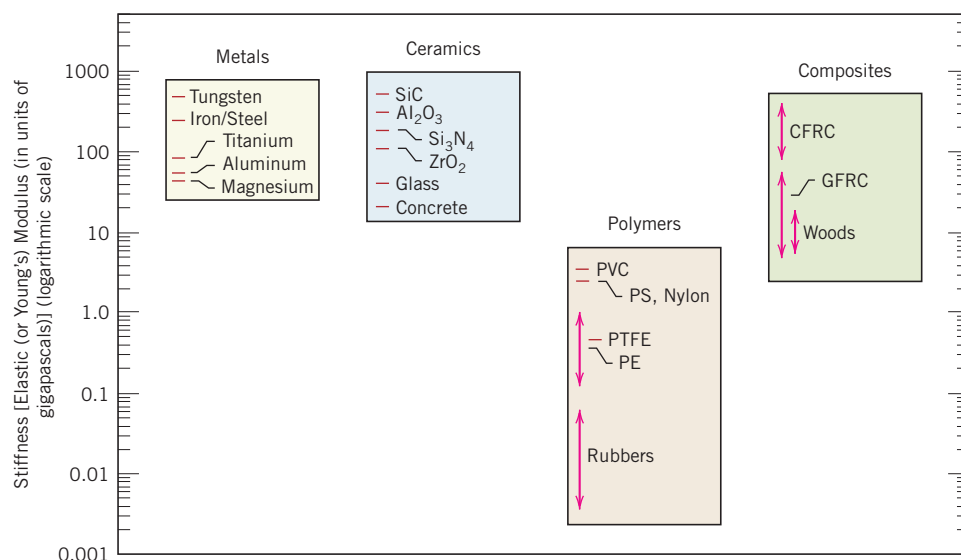 Stiffness [Elastic (or Young's) Modulus (in units of
gigapascals)] (logarithmic scale)
1000
100
10
1.0
0.1
0.01
0.001
Metals
Tungsten
Iron/Steel
Titanium
Aluminum
Magnesium
Ceramics
SiC
Al₂O₃
Si₃N₄
ZrO₂
Glass
Concrete
Polymers
PVC
PS, Nylon
PTFE
PE
Rubbers
Composites
CFRC
GFRC
Woods